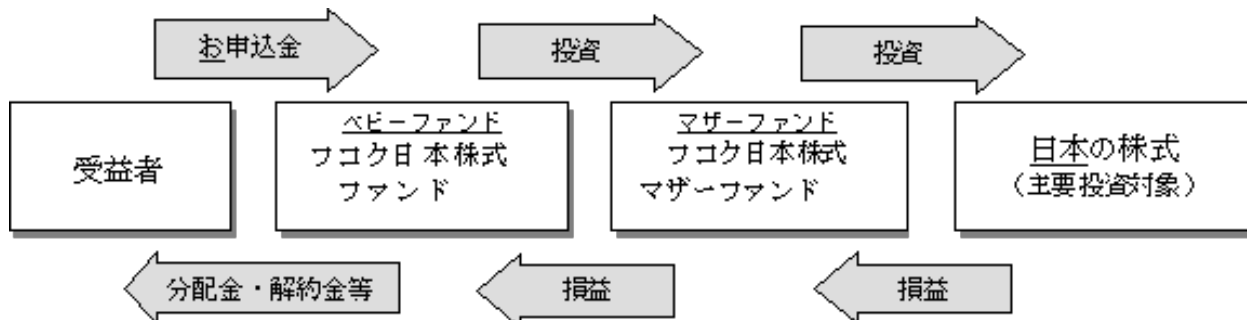 お申込金
投資
投資
受益者
ベビーファンド
フコク日本株式
ファンド
マザーファンド
フコク日本株式
マザーファンド
日本の株式
（主要投資対象）
分配金・解約金等
損益
損益